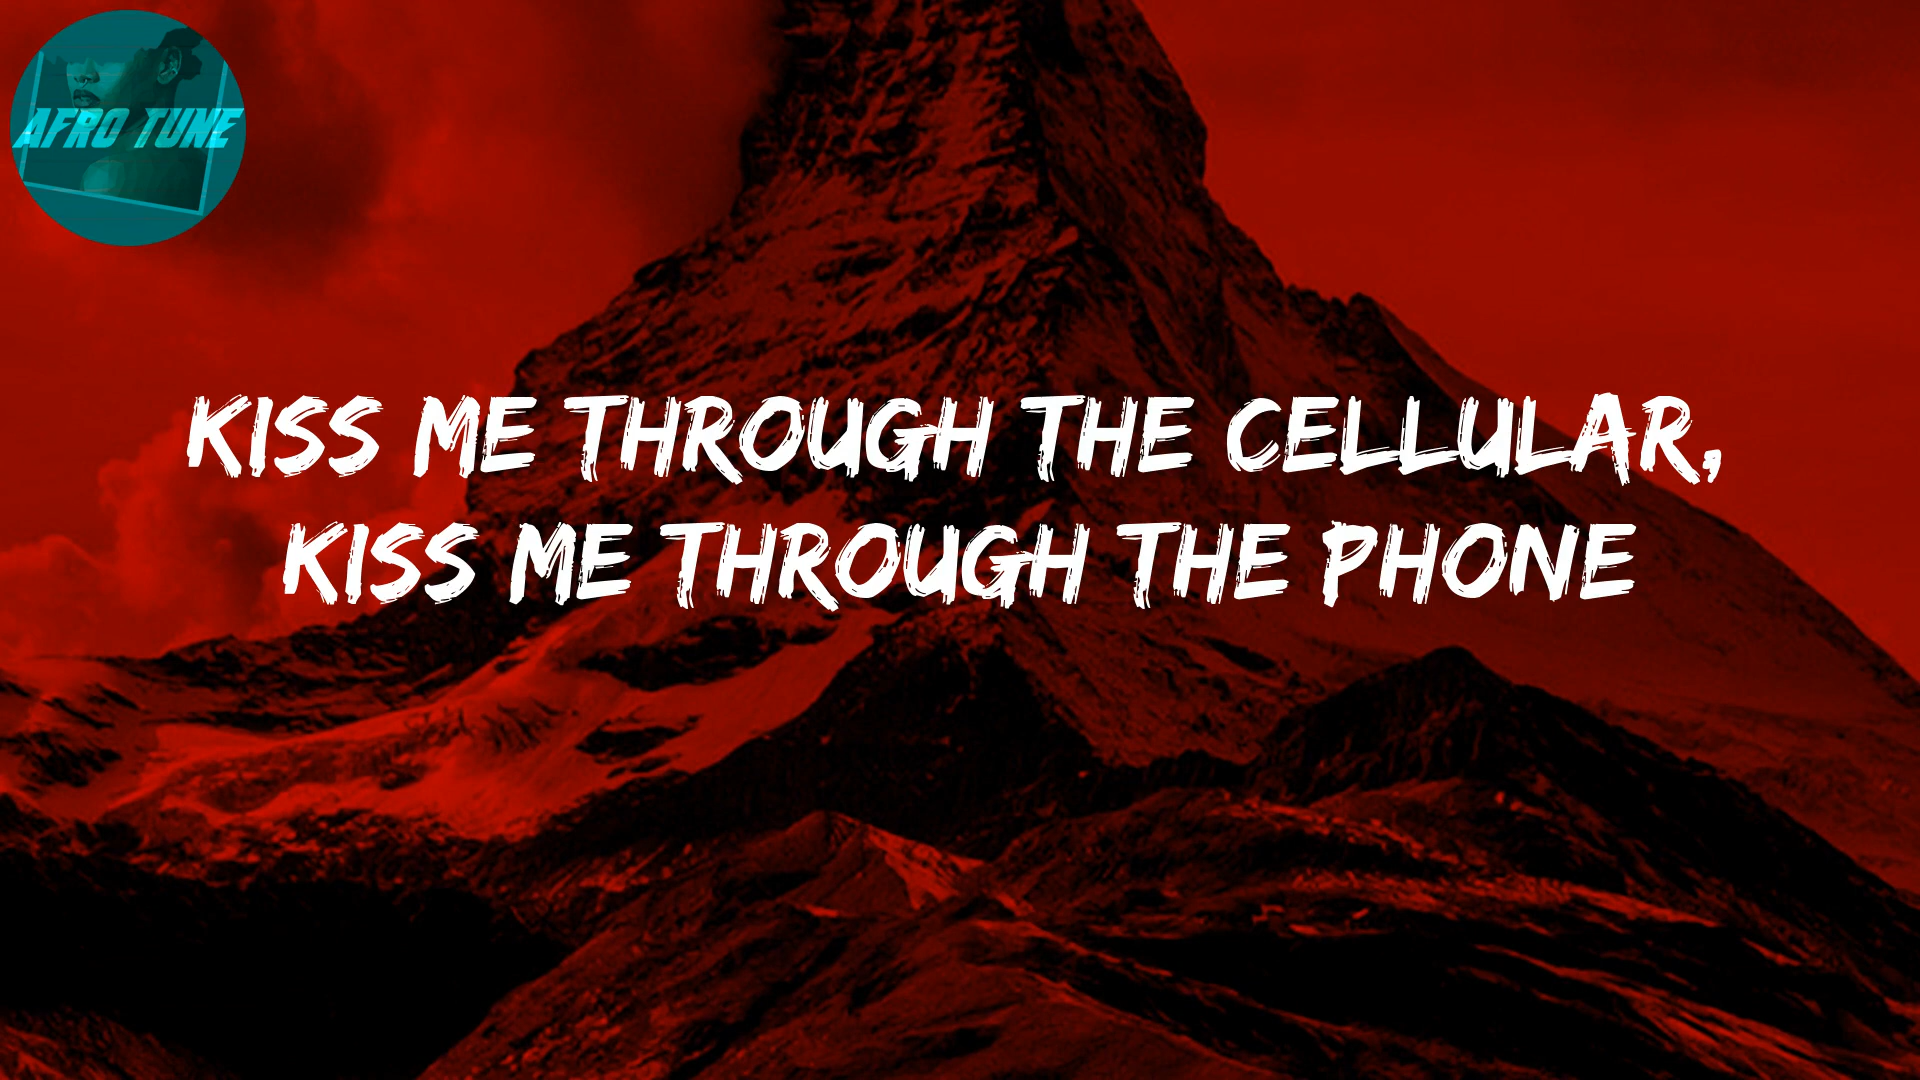 AFRO TUNE
KISS ME THROUGH THE CELLULAR,
KISS ME THROUGH THE PHONE